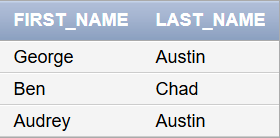 FIRST_NAME LAST_NAME
George Austin
Ben Chad
Audrey Austin